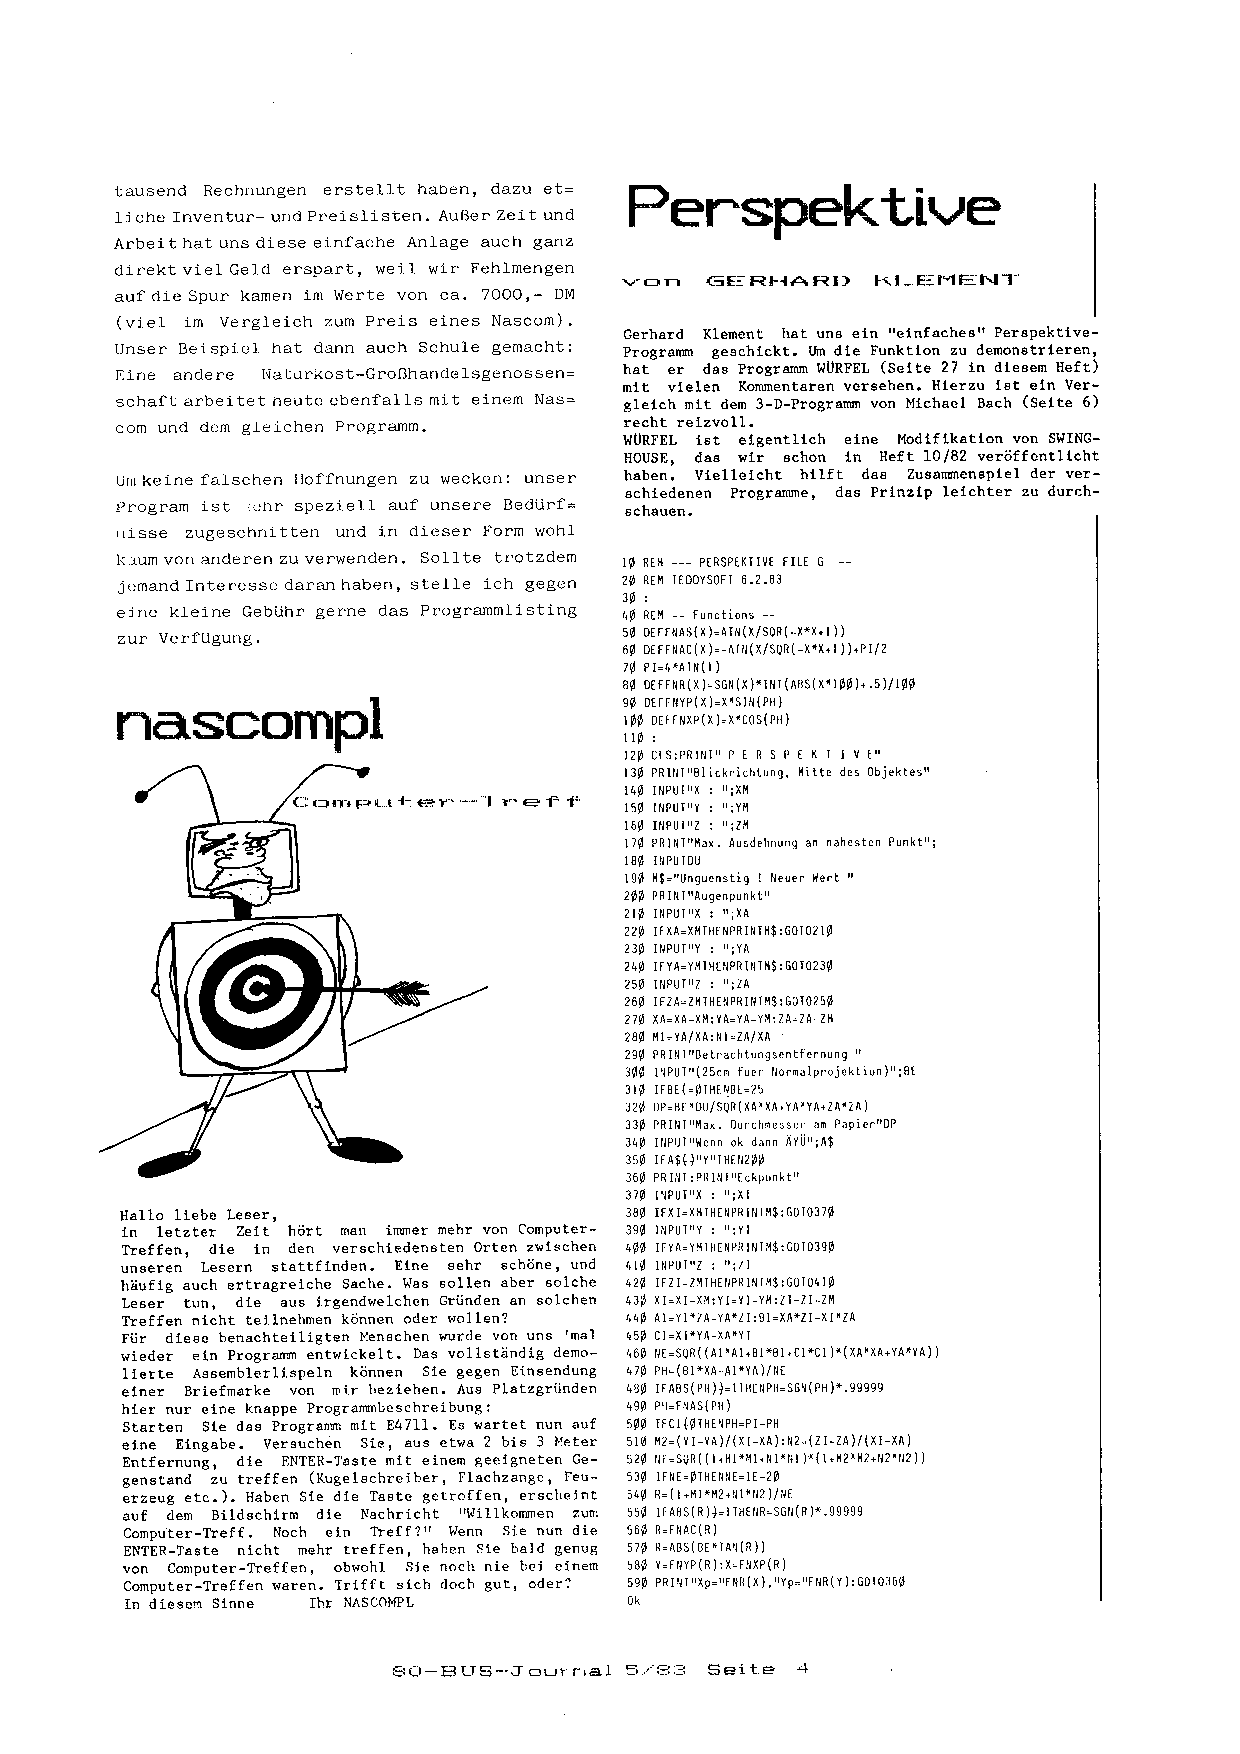 tausend Rechnungen erstellt haben, dazu et=
liche Inventur- und Preislisten. Außer Zeit und
Arbeit hat uns diese einfache Anlage auch ganz
direkt viel Geld erspart, weil wir Fehlmengen
auf die Spur kamen im Werte von ca. 7000,- DM
(viel im Vergleich zum Preis eines Nascom).
Unser Beispiel hat dann auch Schule gemacht:
Eine andere Naturkost-Großhandelsgenossen=
schaft arbeitet heute ebenfalls mit einem Nas=
com und dem gleichen Programm.
Um keine falschen Hoffnungen zu wecken: unser
Program ist sehr speziell auf unsere Bedürf=
nisse zugeschnitten und in dieser Form wohl
kaum von anderen zu verwenden. Sollte trotzdem
jemand Interesse daran haben, stelle ich gegen
eine kleine Gebühr gerne das Programmlisting
zur Verfügung.
nascompl
Computer-Treff
Hallo liebe Leser,
in letzter Zeit hört man immer mehr von Computer-
Treffen, die in den verschiedensten Orten zwischen
unseren Lesern stattfinden. Eine sehr schöne, und
häufig auch ertragreiche Sache. Was sollen aber solche
Leser tun, die aus irgendwelchen Gründen an solchen
Treffen nicht teilnehmen können oder wollen?
Für diese benachteiligten Menschen wurde von uns 'mal
wieder ein Programm entwickelt. Das vollständig demo-
lierte Assemblerlispeln können Sie gegen Einsendung
einer Briefmarke von mir beziehen. Aus Platzgründen
hier nur eine knappe Programmbeschreibung:
Starten Sie das Programm mit E4711. Es wartet nun auf
eine Eingabe. Versuchen Sie, aus etwa 2 bis 3 Meter
Entfernung, die ENTER-Taste mit einem geeigneten Ge-
genstand zu treffen (Kugelschreiber, Flachzange, Feu-
erzeug etc.). Haben Sie die Taste getroffen, erscheint
auf dem Bildschirm die Nachricht "Willkommen zum
Computer-Treff. Noch ein Treff?" Wenn Sie nun die
ENTER-Taste nicht mehr treffen, haben Sie bald genug
von Computer-Treffen, obwohl Sie noch nie bei einem
Computer-Treffen waren. Trifft sich doch gut, oder?
In diesem Sinne Ihr NASCOMPL
Perspektive
von GERHARD KLEMENT
Gerhard Klement hat uns ein "einfaches" Perspektive-
Programm geschickt. Um die Funktion zu demonstrieren,
hat er das Programm WÜRFEL (Seite 27 in diesem Heft)
mit vielen Kommentaren versehen. Hierzu ist ein Ver-
gleich mit dem 3-D-Programm von Michael Bach (Seite 6)
recht reizvoll.
WÜRFEL ist eigentlich eine Modifikation von SWING-
HOUSE, das wir schon in Heft 10/82 veröffentlicht
haben. Vielleicht hilft das Zusammenspiel der ver-
schiedenen Programme, das Prinzip leichter zu durch-
schauen.
10 REM --- PERSPEKTIVE FILE G --
20 REM TEDDYSOFT 6.2.83
30 :
40 REM -- Functions --
50 DEFFNAS(X)=ATN(X/SQR(-X*X+1))
60 DEFFNAC(X)=-ATN(X/SQR(-X*X+1))+PI/2
70 PI=4*ATN(1)
80 DEFFNR(X)=SGN(X)*INT(ABS(X*100)+.5)/100
90 DEFFNYP(X)=X*SIN(PH)
100 DEFFNXP(X)=X*COS(PH)
110 :
120 CLS:PRINT" P E R S P E K T I V E"
130 PRINT"Blickrichtung, Mitte des Objektes"
140 INPUT"X : ";XM
150 INPUT"Y : ";YM
160 INPUT"Z : ";ZM
170 PRINT"Max. Ausdehnung am nahesten Punkt";
180 INPUTDU
190 M$="Unguenstig ! Neuer Wert "
200 PRINT"Augenpunkt"
210 INPUT"X : ";XA
220 IFXA=XMTHENPRINTM$:GOTO210
230 INPUT"Y : ";YA
240 IFYA=YMTHENPRINTM$:GOTO230
250 INPUT"Z : ";ZA
260 IFZA=ZMTHENPRINTM$:GOTO250
270 XA=XA-XM:YA=YA-YM:ZA=ZA-ZM
280 M1=YA/XA:N1=ZA/XA
290 PRINT"Betrachtungsentfernung "
300 INPUT"(25cm fuer Normalprojektion)";BE
310 IFBE(=0THENBE=25
320 DP=BE*DU/SQR(XA*XA+YA*YA+ZA*ZA)
330 PRINT"Max. Durchmesser am Papier"DP
340 INPUT"Wenn ok dann ÄYÜ";A$
350 IFA$()"Y"THEN200
360 PRINT:PRINT"Eckpunkt"
370 INPUT"X : ";XI
380 IFXI=XMTHENPRINTM$:GOTO370
390 INPUT"Y : ";YI
400 IFYA=YMTHENPRINTM$:GOTO390
410 INPUT"Z : ";ZI
420 IFZI=ZMTHENPRINTM$:GOTO410
430 XI=XI-XM:YI=YI-YM:ZI=ZI-ZM
440 A1=YI*ZA-YA*ZI:B1=XA*ZI-XI*ZA
450 C1=XI*YA-XA*YI
460 NE=SQR((A1*A1+B1*B1+C1*C1)*(XA*XA+YA*YA))
470 PH=(B1*XA-A1*YA)/NE
480 IFABS(PH))=1THENPH=SGN(PH)*.99999
490 PH=FNAS(PH)
500 IFC1(0THENPH=PI-PH
510 M2=(YI-YA)/(XI-XA):N2=(ZI-ZA)/(XI-XA)
520 NE=SQR((1+M1*M1+N1*N1)*(1+M2*M2+N2*N2))
530 IFNE=0THENNE=1E-20
540 R=(1+M1*M2+N1*N2)/NE
550 IFABS(R))=1THENR=SGN(R)*.99999
560 R=FNAC(R)
570 R=ABS(BE*TAN(R))
580 Y=FNYP(R):X=FNXP(R)
590 PRINT"Xp="FNR(X),"Yp="FNR(Y):GOTO360
Ok
80-BUS-Journal 5/83 Seite 4